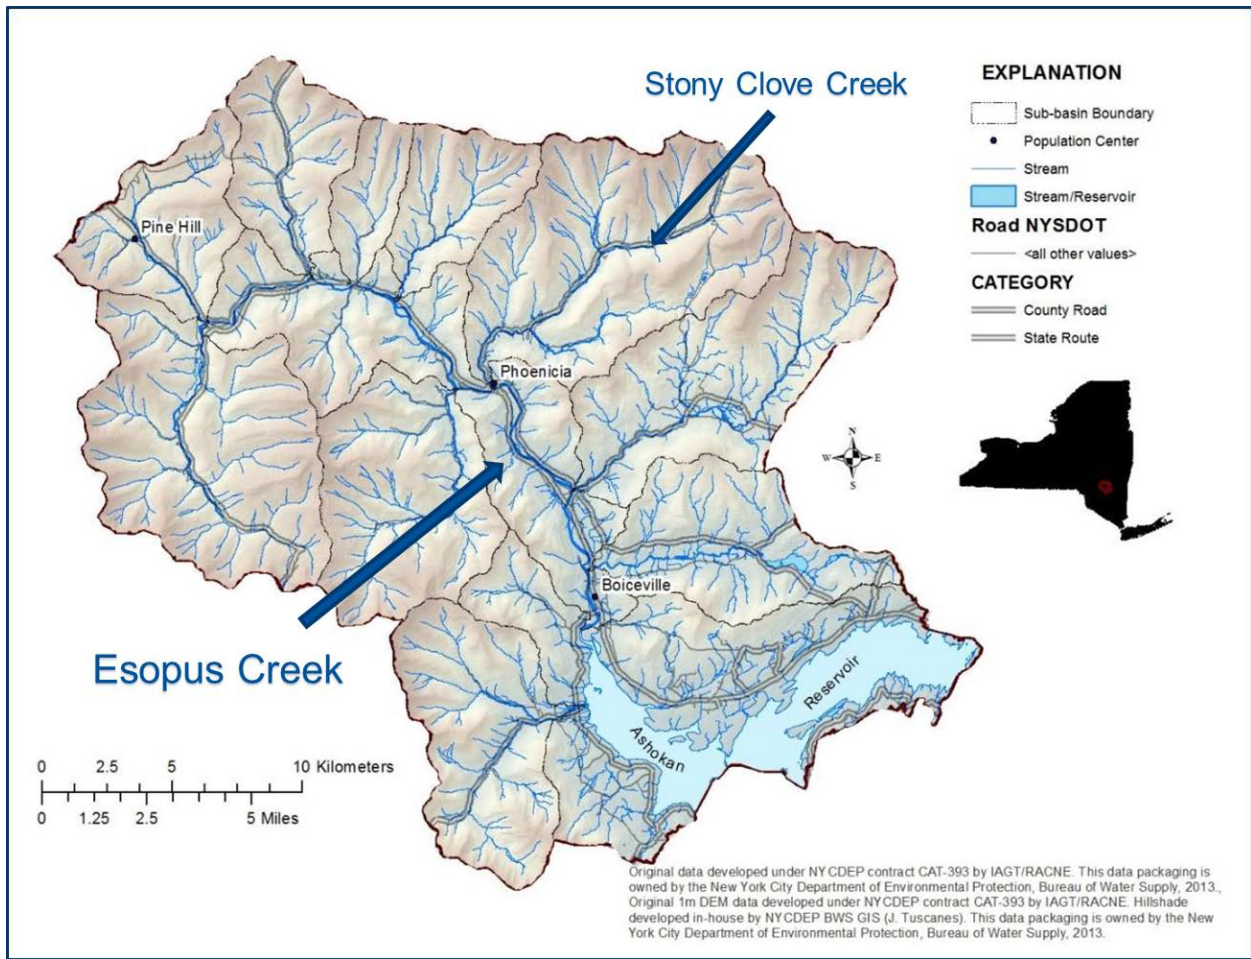 Stony Clove Creek
Pine Hill
Phoenicia
Boiceville
Esopus Creek
Ashokan
Reservoir
EXPLANATION
Sub-basin Boundary
Population Center
Stream
Stream/Reservoir
Road NYSDOT
<all other values>
CATEGORY
County Road
State Route
N
W
E
S
0 2.5 5 10 Kilometers
0 1.25 2.5 5 Miles
Original data developed under NYCDEP contract CAT-393 by IAGT/RACNE. This data packaging is
owned by the New York City Department of Environmental Protection, Bureau of Water Supply, 2013.,
Original 1m DEM data developed under NYCDEP contract CAT-393 by IAGT/RACNE. Hillshade
developed in-house by NYCDEP BWS GIS (J. Tuscanes). This data packaging is owned by the New
York City Department of Environmental Protection, Bureau of Water Supply, 2013.